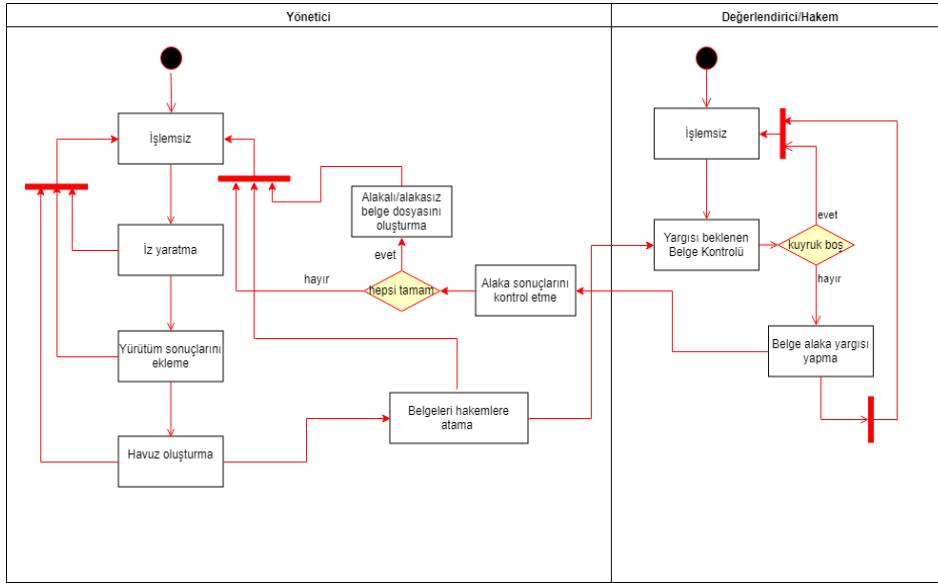 Yönetici
Değerlendirici/Hakem
İşlemsiz
İşlemsiz
Alakalı/alakasız
belge dosyasını
oluşturma
evet
İz yaratma
Yargısı beklenen
Belge Kontrolü
kuyruk boş
evet
hayır
hayır
hepsi tamam
Alaka sonuçlarını
kontrol etme
Yürütüm sonuçlarını
ekleme
Belge alaka yargısı
yapma
Belgeleri hakemlere
atama
Havuz oluşturma